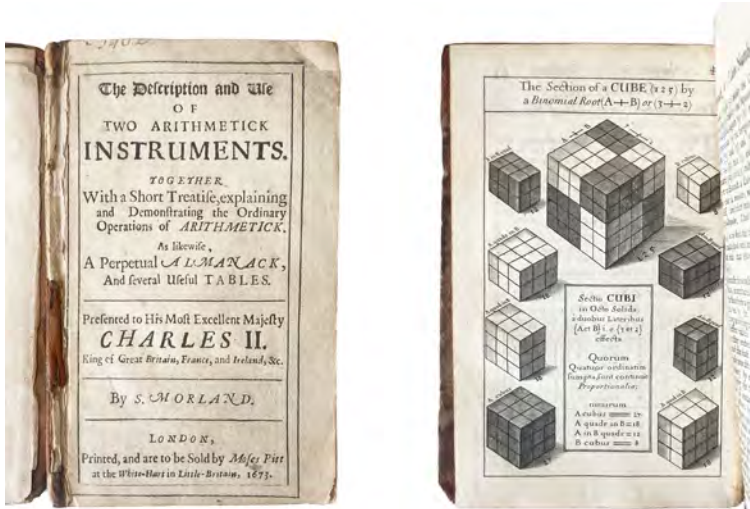 The Deſcription and Uſe
OF
TWO ARITHMETICK
INSTRUMENTS.
TOGETHER
With a Short Treatiſe, explaining
and Demonſtrating the Ordinary
Operations of ARITHMETICK.
As likewiſe,
A Perpetual ALMANACK,
And ſeveral Uſeful TABLES.
Preſented to His Moſt Excellent Majeſty
CHARLES II.
King of Great Britain, France, and Ireland, &c.
By S. MORLAND.
LONDON,
Printed, and are to be Sold by Moſes Pitt
at the White-Hart in Little-Britain, 1673.
The Section of a CUBE (125) by
a Binomial Root (A+B) or (3+2)
125
Sectio CUBI
in Octo Solida
a duobus Lateribus
effecta
Quorum
Quatuor ordinatim
ſumpta ſunt continue
Proportionalia;
A cubus 27
A quadr in B=18
A in B quadr=12
B cubus 8